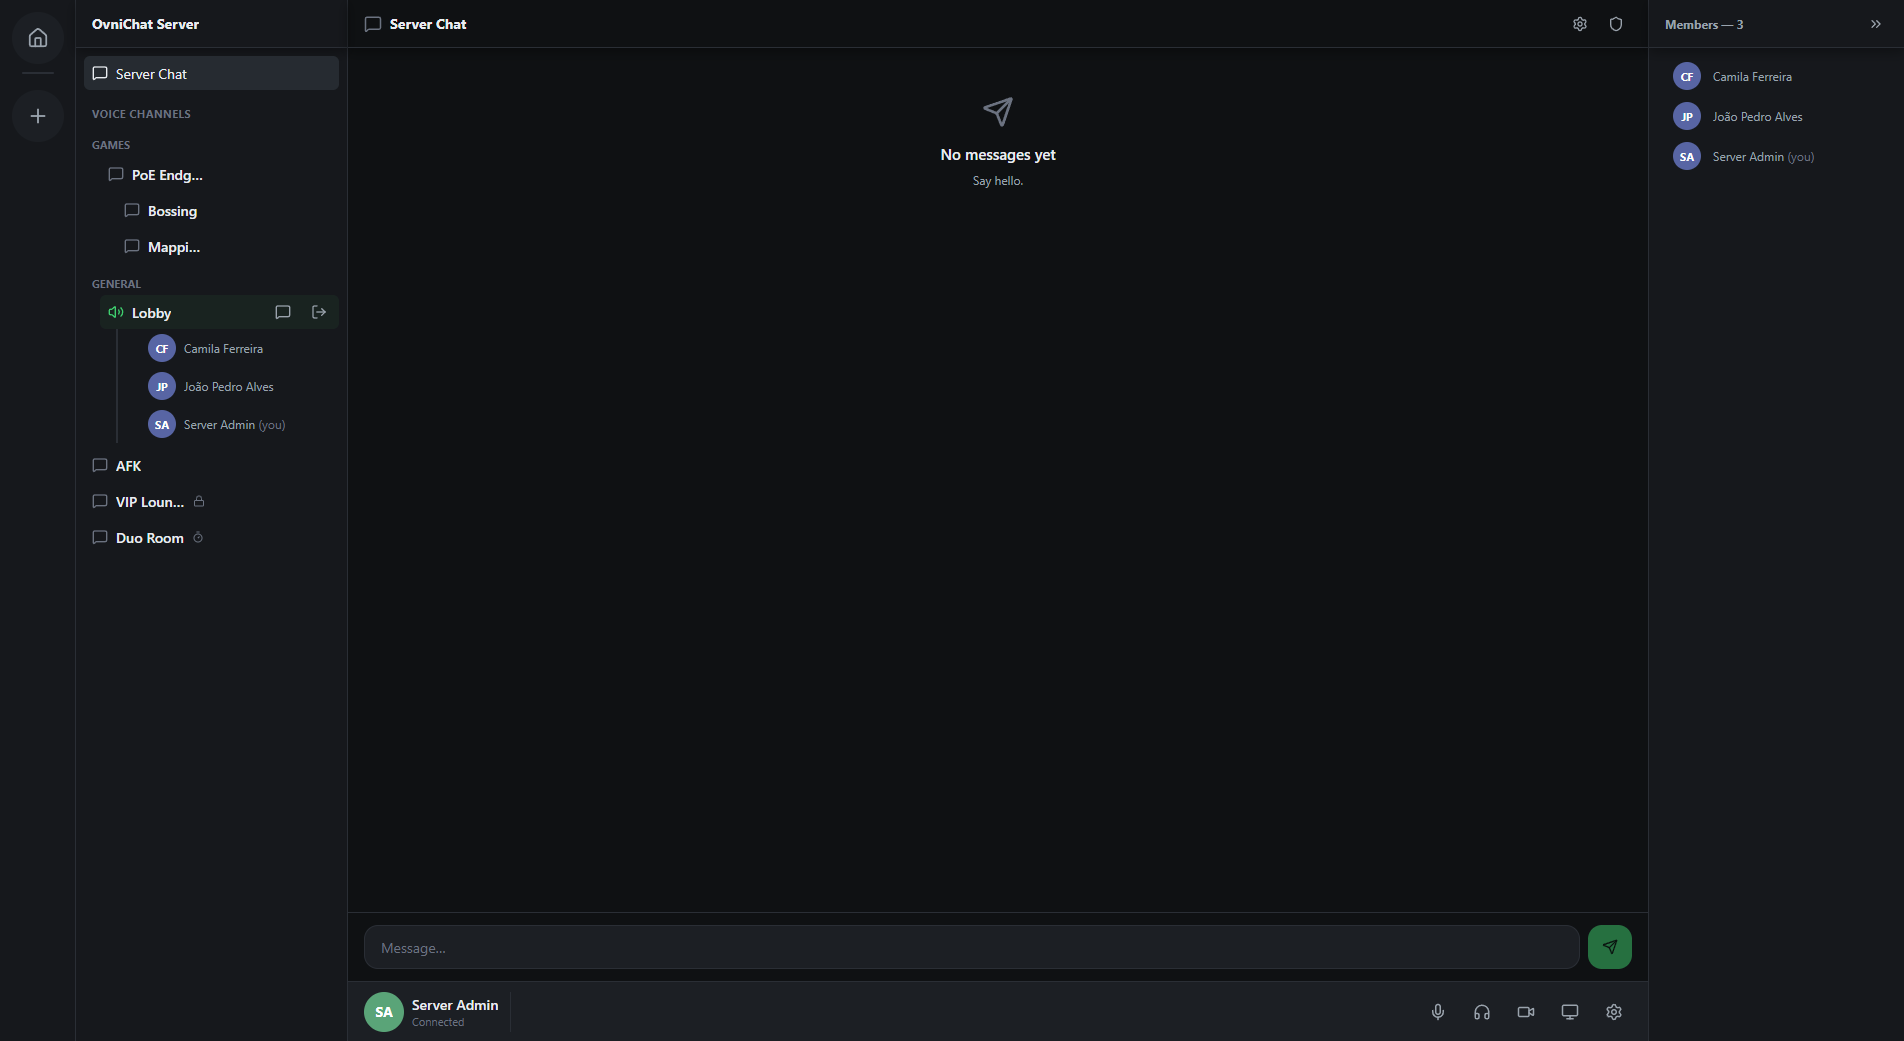 OvniChat Server
Server Chat
VOICE CHANNELS
GAMES
PoE Endg...
Bossing
Mappi...
GENERAL
Lobby
CF Camila Ferreira
JP João Pedro Alves
SA Server Admin (you)
AFK
VIP Loun...
Duo Room
Server Chat
No messages yet
Say hello.
Message...
SA Server Admin
Connected
Members — 3
CF Camila Ferreira
JP João Pedro Alves
SA Server Admin (you)